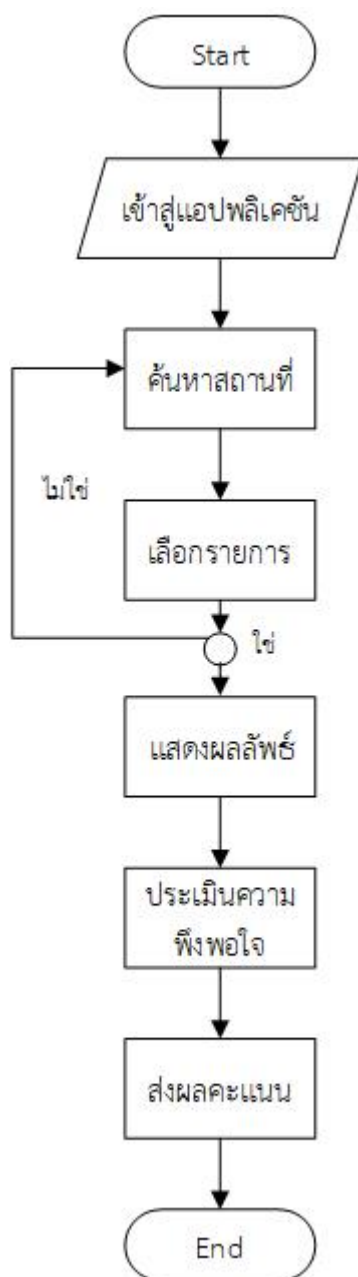 Start
เข้าสู่แอปพลิเคชัน
ค้นหาสถานที่
ไม่ใช่
เลือกรายการ
ใช่
แสดงผลลัพธ์
ประเมินความ
พึงพอใจ
ส่งผลคะแนน
End